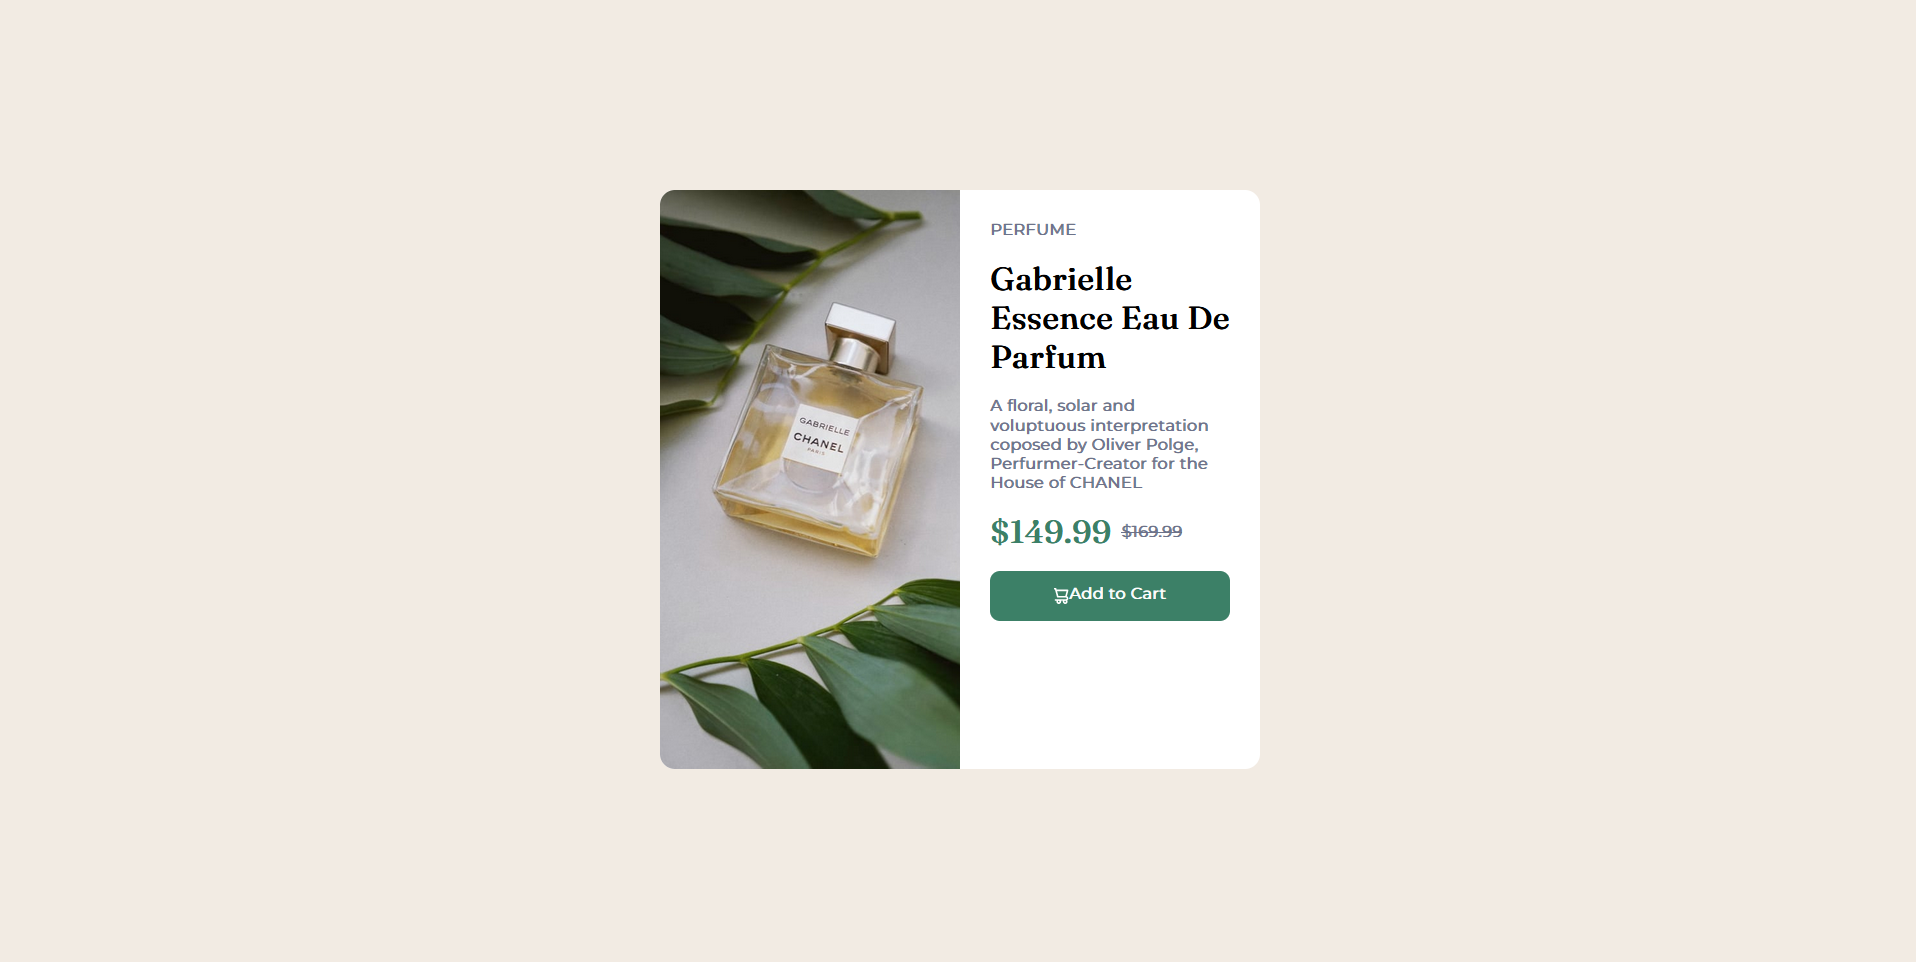 PERFUME
Gabrielle
Essence Eau De
Parfum
A floral, solar and
voluptuous interpretation
coposed by Oliver Polge,
Perfurmer-Creator for the
House of CHANEL
$149.99 $169.99
Add to Cart
GABRIELLE
CHANEL
PARIS